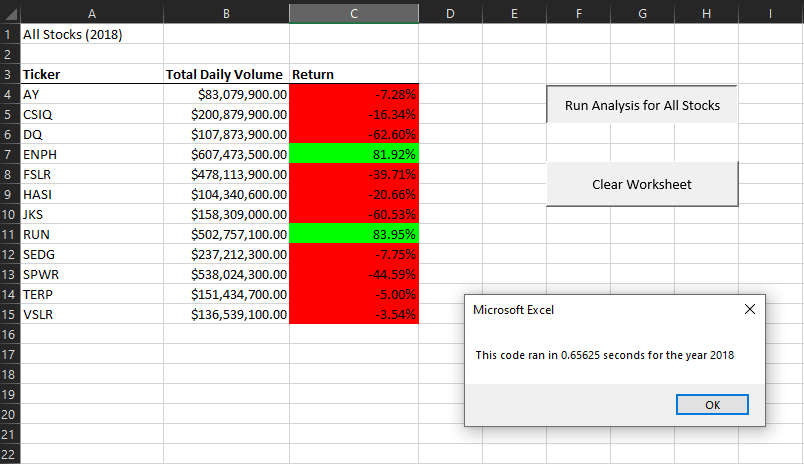 A B C D E F G H I
1 All Stocks (2018)
2
3 Ticker Total Daily Volume Return
4 AY $83,079,900.00 -7.28%
5 CSIQ $200,879,900.00 -16.34%
Run Analysis for All Stocks
6 DQ $107,873,900.00 -62.60%
7 ENPH $607,473,500.00 81.92%
8 FSLR $478,113,900.00 -39.71%
Clear Worksheet
9 HASI $104,340,600.00 -20.66%
10 JKS $158,309,000.00 -60.53%
11 RUN $502,757,100.00 83.95%
12 SEDG $237,212,300.00 -7.75%
13 SPWR $538,024,300.00 -44.59%
14 TERP $151,434,700.00 -5.00%
15 VSLR $136,539,100.00 -3.54%
16
17
18
19
20
21
22
Microsoft Excel
This code ran in 0.65625 seconds for the year 2018
OK